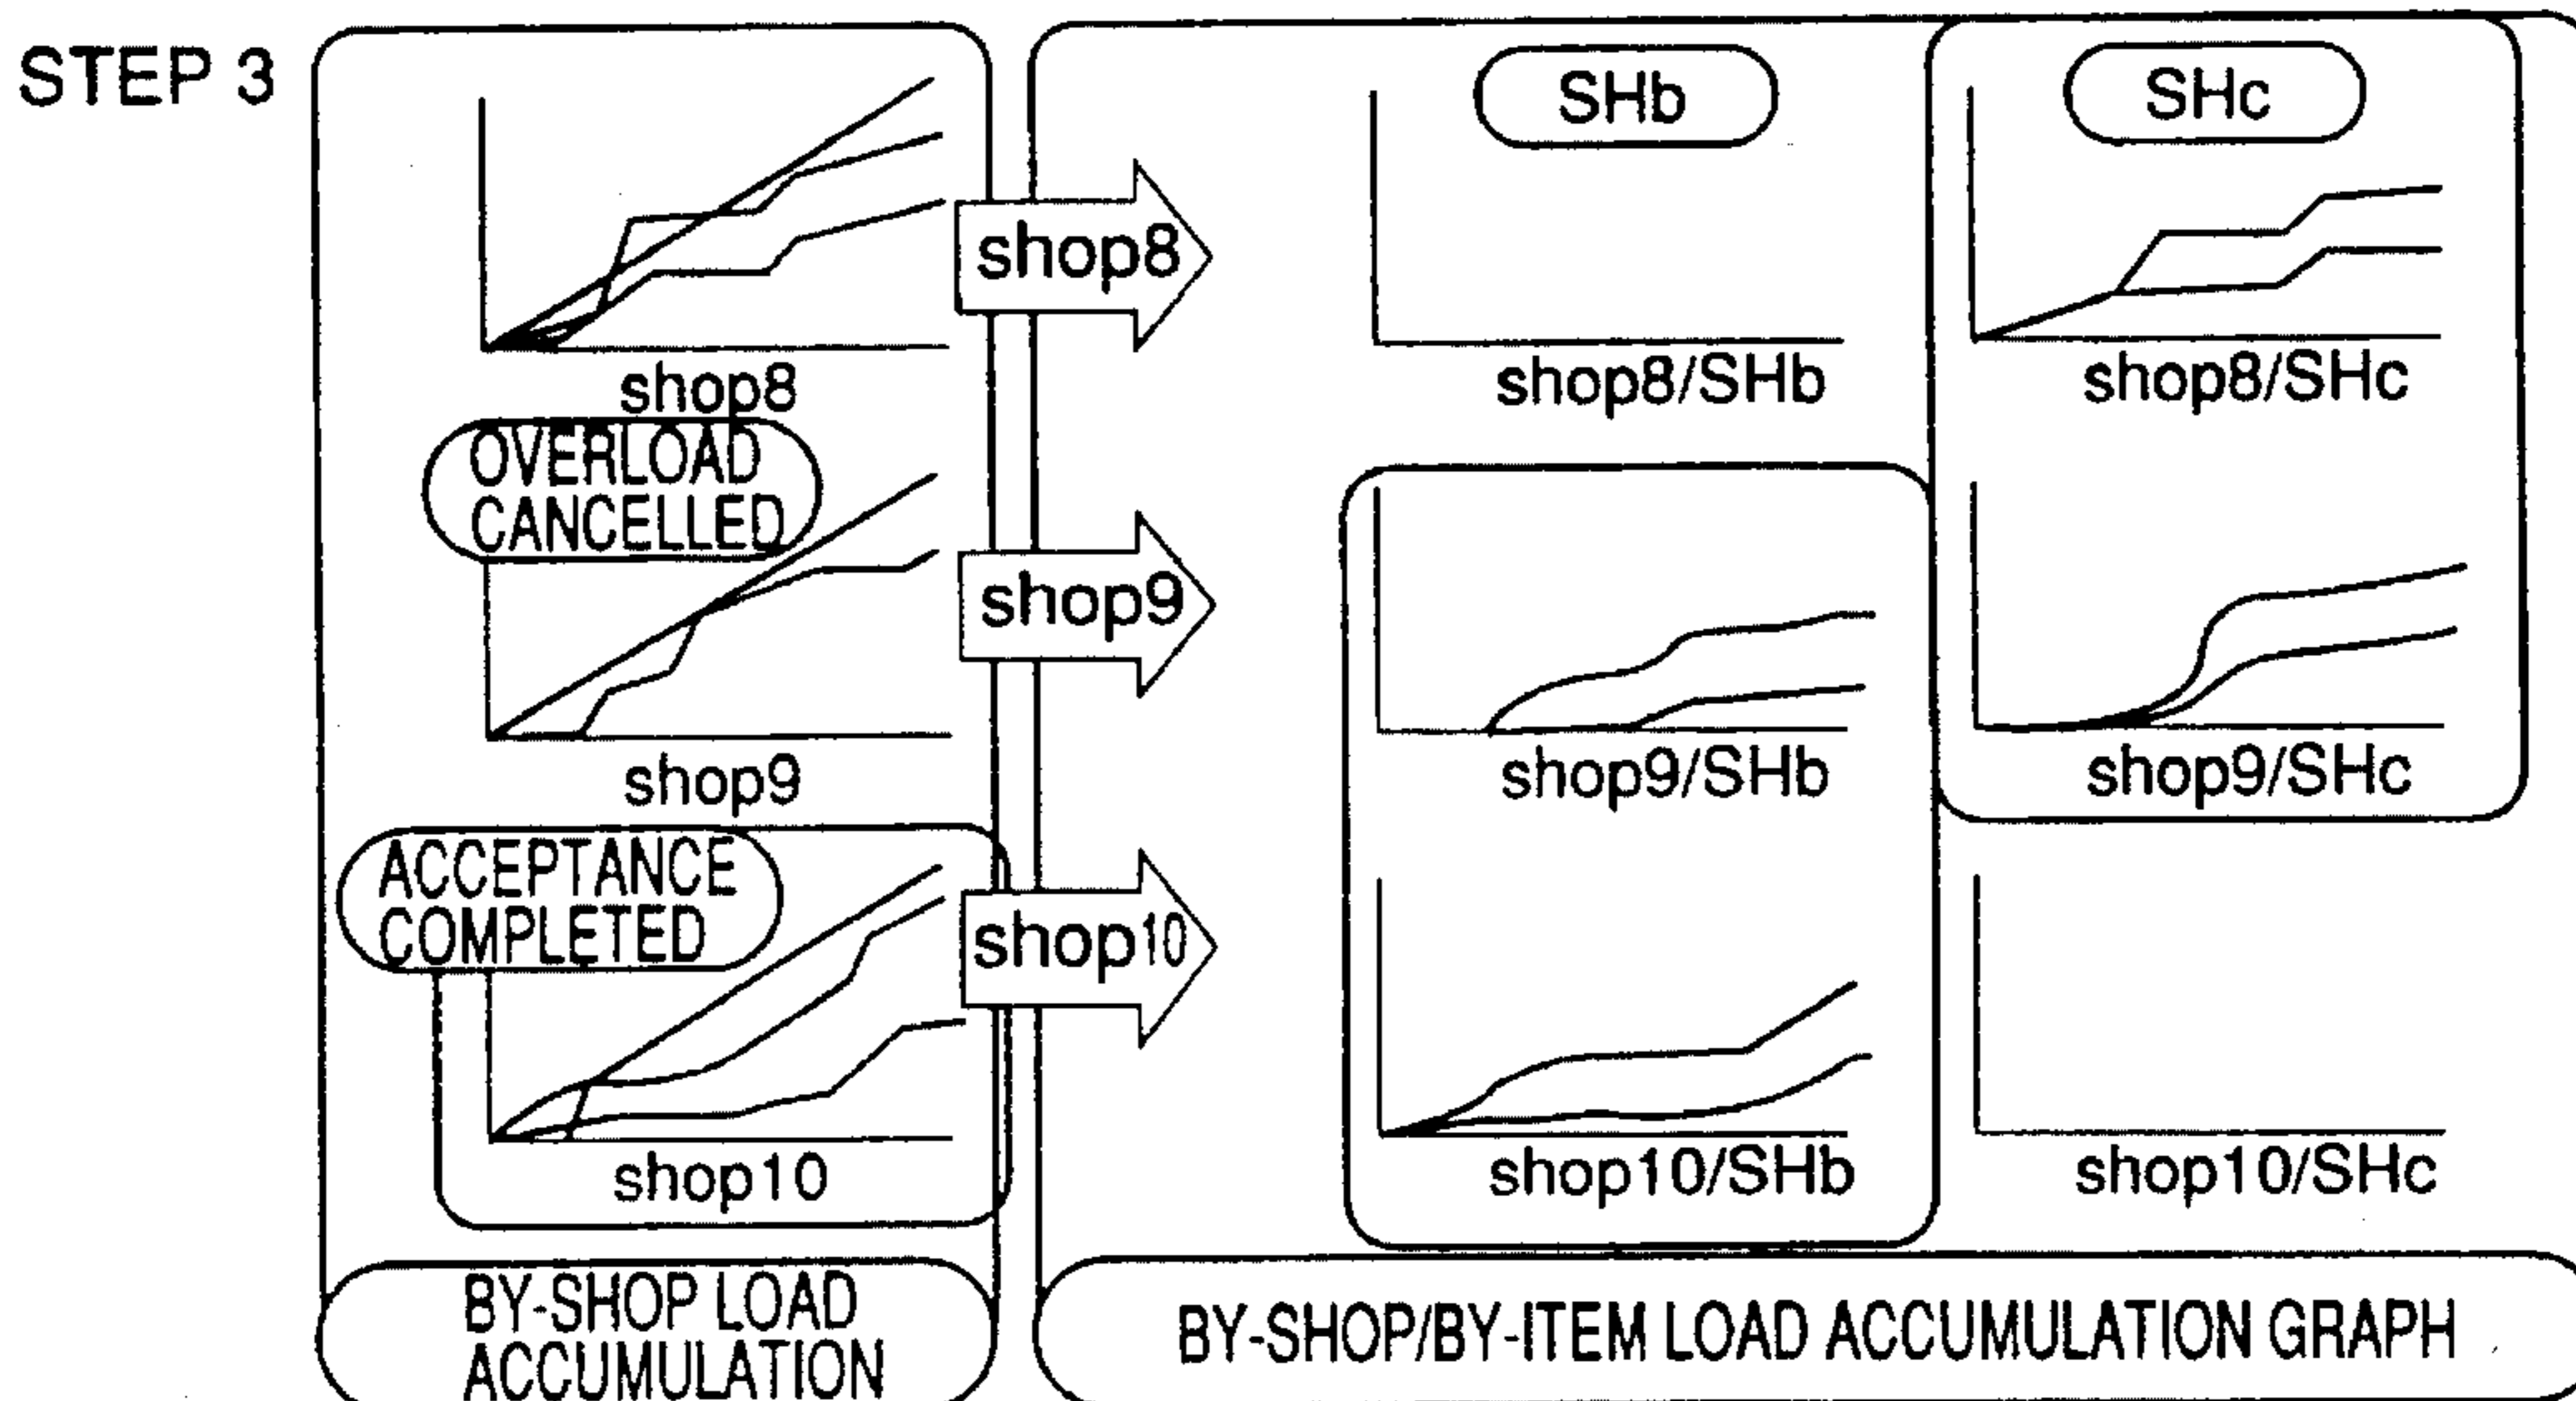 STEP 3
SHb
SHc
shop8
shop8
shop8/SHb
shop8/SHc
OVERLOAD
CANCELLED
shop9
shop9
shop9/SHb
shop9/SHc
ACCEPTANCE
COMPLETED
shop10
shop10
shop10/SHb
shop10/SHc
BY-SHOP LOAD
ACCUMULATION
BY-SHOP/BY-ITEM LOAD ACCUMULATION GRAPH